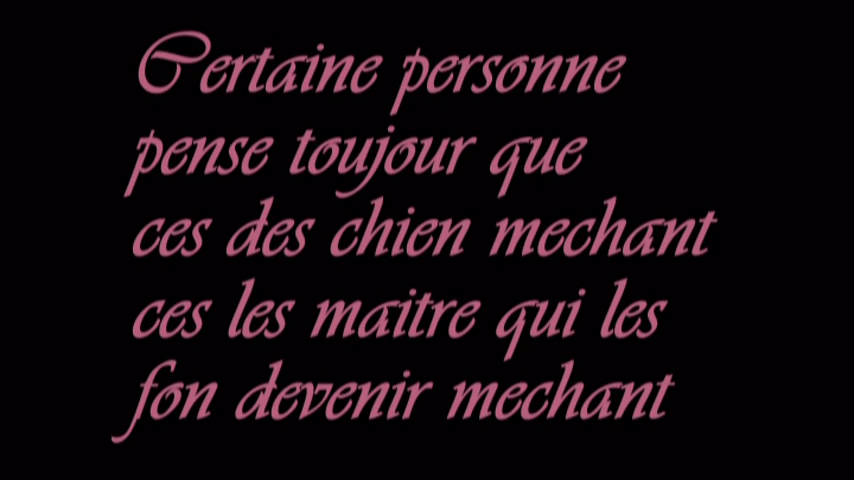 Certaine personne
pense toujour que
ces des chien mechant
ces les maitre qui les
fon devenir mechant